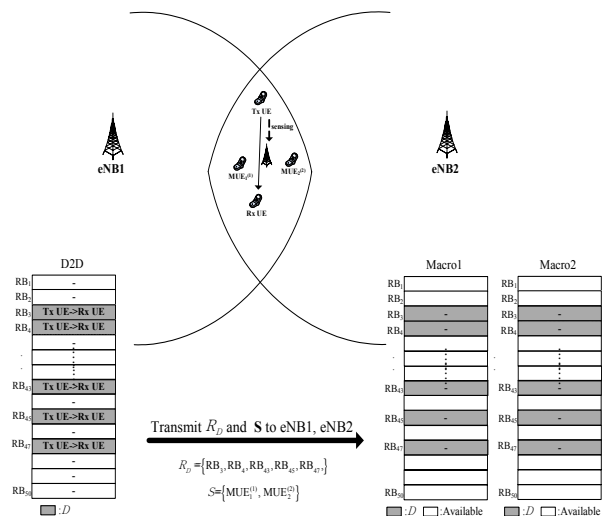 Tx UE
sensing
eNB1
eNB2
MUE₁⁽¹⁾
MUE₂⁽²⁾
Rx UE
D2D
RB₁ -
RB₂ -
RB₃ Tx UE->Rx UE
RB₄ Tx UE->Rx UE
-
-
RB₄₃ Tx UE->Rx UE
-
RB₄₅ Tx UE->Rx UE
-
RB₄₇ Tx UE->Rx UE
-
-
RB₅₀ -
:D
Transmit R_D and S to eNB1, eNB2
R_D={RB₃, RB₄, RB₄₃, RB₄₅, RB₄₇,}
S={MUE₁⁽¹⁾, MUE₂⁽²⁾}
Macro1
RB₁
RB₂
RB₃ -
RB₄ -
RB₄₃ -
RB₄₅ -
RB₄₇ -
RB₅₀
:D :Available
Macro2
RB₁
RB₂
RB₃ -
RB₄ -
RB₄₃ -
RB₄₅ -
RB₄₇ -
RB₅₀
:D :Available